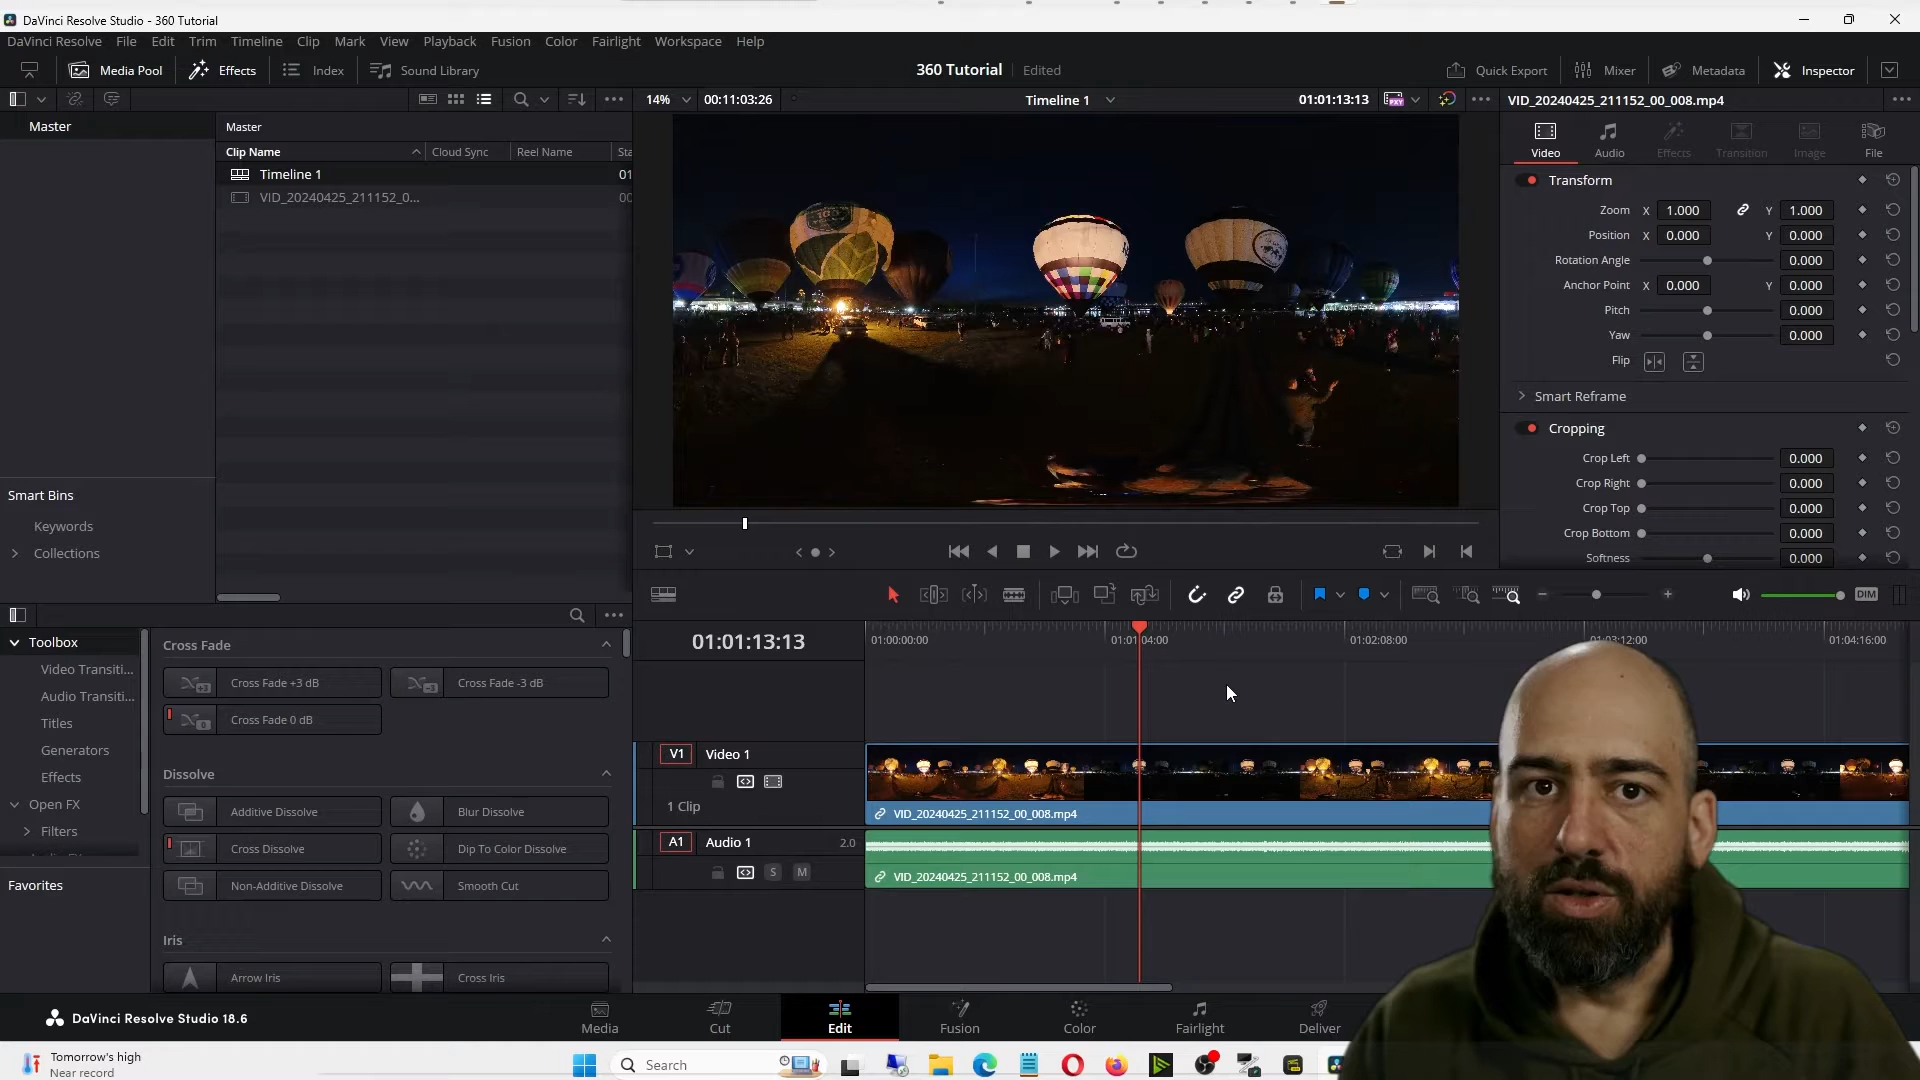 DaVinci Resolve Studio - 360 Tutorial
DaVinci Resolve File Edit Trim Timeline Clip Mark View Playback Fusion Color Fairlight Workspace Help
Media Pool Effects Index Sound Library 360 Tutorial Edited Quick Export Mixer Metadata Inspector
14% 00:11:03:26 Timeline 1 01:01:13:13 VID_20240425_211152_00_008.mp4
Master
Master
Clip Name Cloud Sync Reel Name Sta
Timeline 1 01
VID_20240425_211152_0... 00
Video Audio Effects Transition Image File
Transform
Zoom X 1.000 Y 1.000
Position X 0.000 Y 0.000
Rotation Angle 0.000
Anchor Point X 0.000 Y 0.000
Pitch 0.000
Yaw 0.000
Flip
Smart Reframe
Cropping
Crop Left 0.000
Crop Right 0.000
Crop Top 0.000
Crop Bottom 0.000
Softness 0.000
Smart Bins
Keywords
Collections
DIM
Toolbox
Video Transiti...
Audio Transiti...
Titles
Generators
Effects
Open FX
Filters
Favorites
Cross Fade
Cross Fade +3 dB Cross Fade -3 dB
Cross Fade 0 dB
Dissolve
Additive Dissolve Blur Dissolve
Cross Dissolve Dip To Color Dissolve
Non-Additive Dissolve Smooth Cut
Iris
Arrow Iris Cross Iris
01:01:13:13
01:00:00:00 01:01:04:00 01:02:08:00 01:03:12:00 01:04:16:00
V1 Video 1
1 Clip
VID_20240425_211152_00_008.mp4
A1 Audio 1 2.0
S M
VID_20240425_211152_00_008.mp4
DaVinci Resolve Studio 18.6
Media Cut Edit Fusion Color Fairlight Deliver
Tomorrow's high
Near record
Search